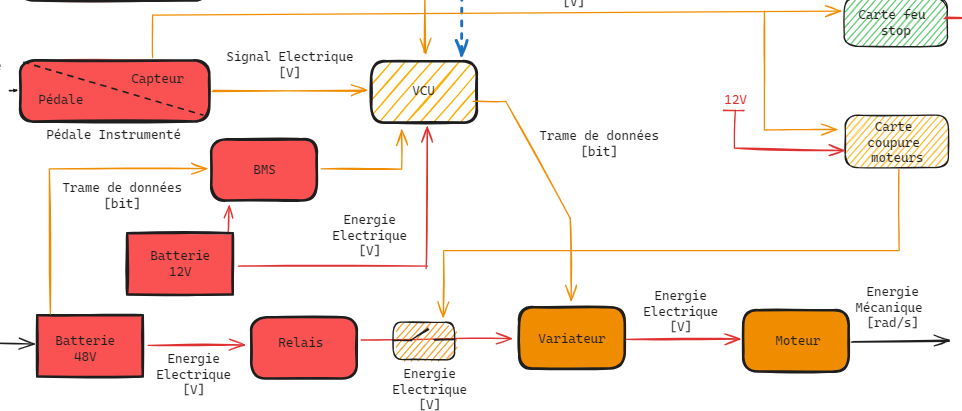 [V]
Carte feu
stop
Signal Electrique
[V]
Capteur
Pédale
VCU
12V
Carte
coupure
moteurs
Pédale Instrumenté
Trame de données
[bit]
BMS
Trame de données
[bit]
Energie
Electrique
[V]
Batterie
12V
Energie
Electrique
[V]
Energie
Mécanique
[rad/s]
Batterie
48V
Relais
Variateur
Moteur
Energie
Electrique
[V]
Energie
Electrique
[V]